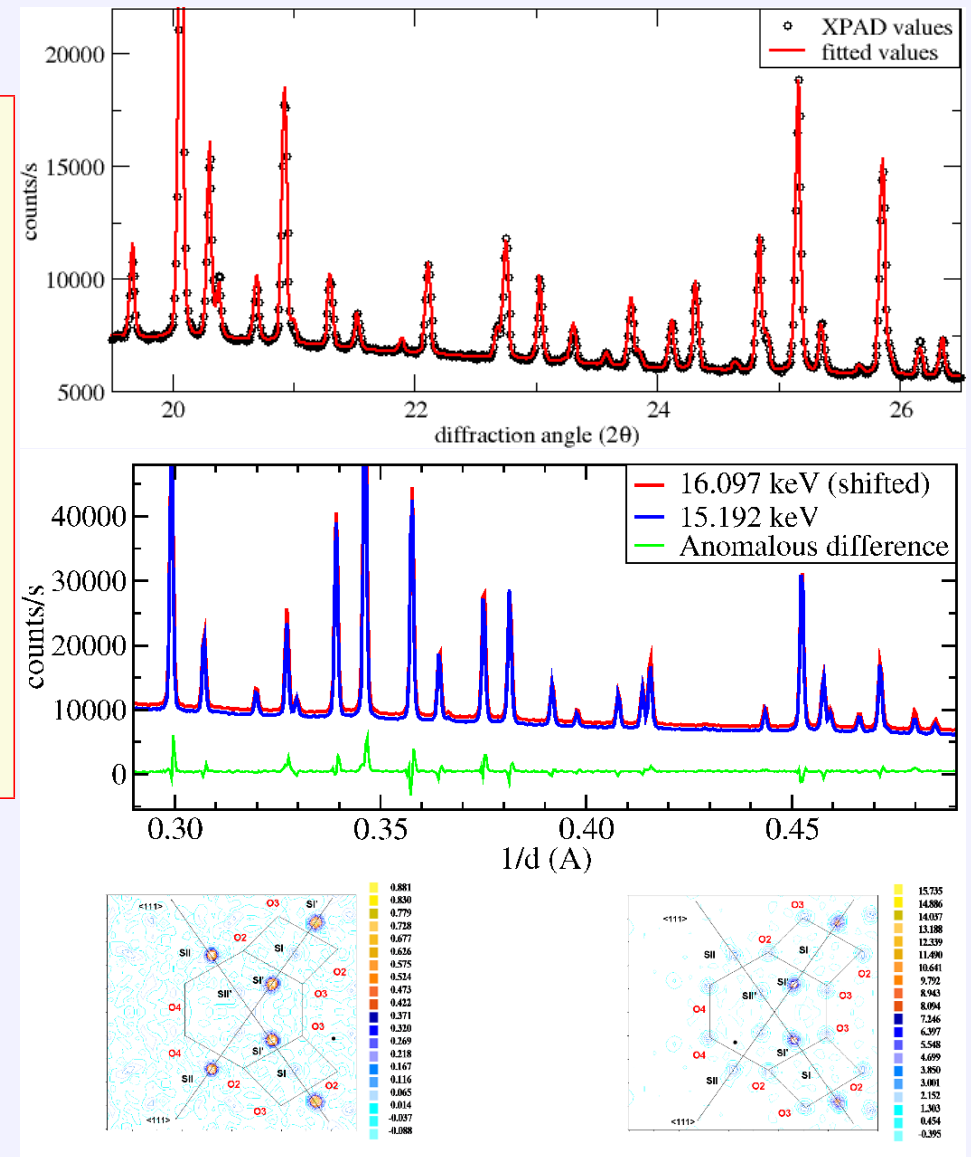 XPAD values
fitted values
20000
15000
10000
5000
counts/s
20
22
24
26
diffraction angle (2θ)
16.097 keV (shifted)
15.192 keV
Anomalous difference
40000
30000
20000
10000
0
counts/s
0.30
0.35
0.40
0.45
1/d (A)
<111>
O3
SI'
O2
SI
SII
SI'
O2
SII'
O3
O4
O3
O4
SI'
SII
SI
O2
O2
O3
<111>
0.881
0.830
0.779
0.728
0.677
0.626
0.575
0.524
0.473
0.422
0.371
0.320
0.269
0.218
0.167
0.116
0.065
0.014
-0.037
-0.088
<111>
O3
SI'
O2
SI
SII
O2
SI'
SII'
O3
O4
O3
O4
SI'
SII
SI
O2
O2
O3
<111>
15.735
14.886
14.037
13.188
12.339
11.490
10.641
9.792
8.943
8.094
7.246
6.397
5.548
4.699
3.850
3.001
2.152
1.303
0.454
-0.395